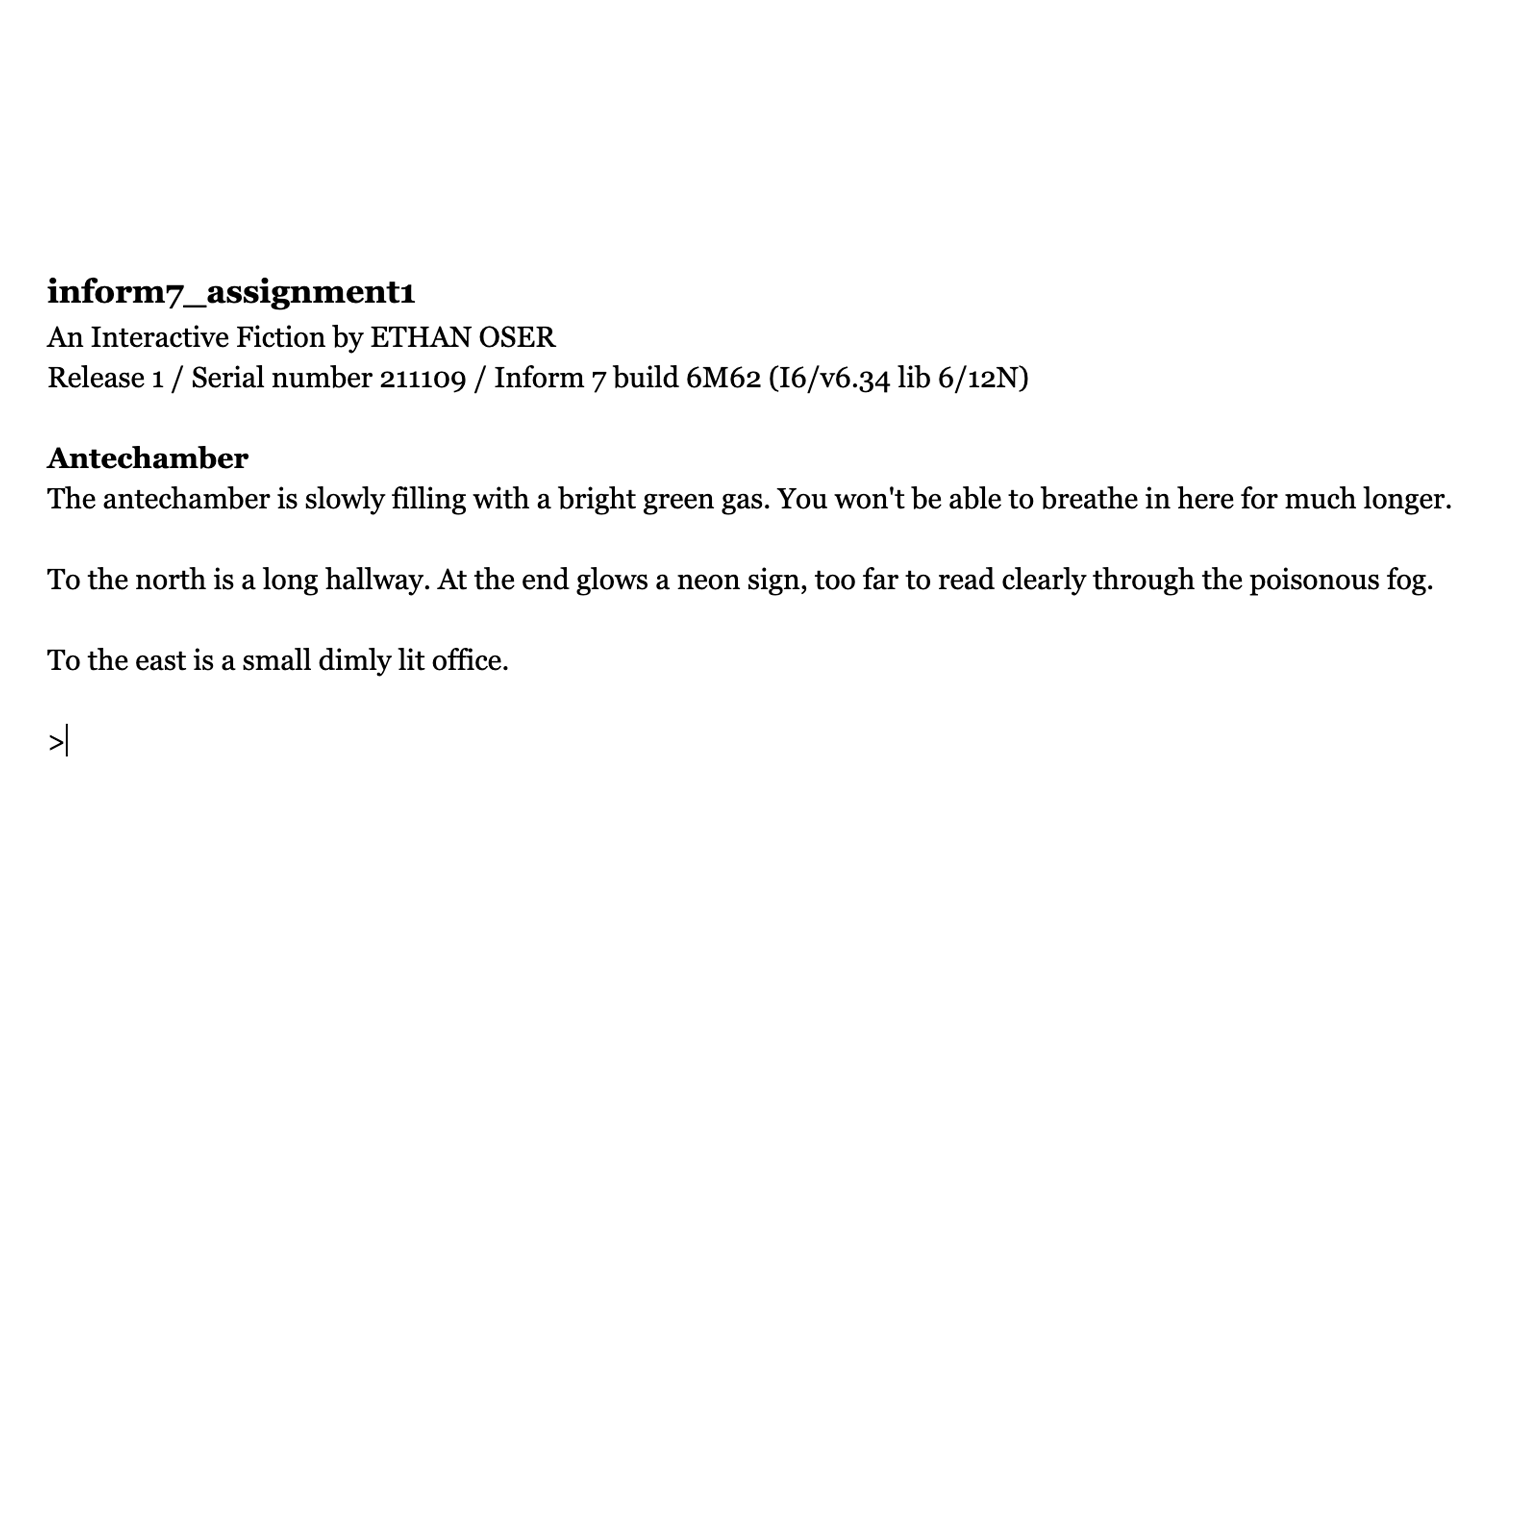 inform7_assignment1
An Interactive Fiction by ETHAN OSER
Release 1 / Serial number 211109 / Inform 7 build 6M62 (I6/v6.34 lib 6/12N)
Antechamber
The antechamber is slowly filling with a bright green gas. You won't be able to breathe in here for much longer.
To the north is a long hallway. At the end glows a neon sign, too far to read clearly through the poisonous fog.
To the east is a small dimly lit office.
>